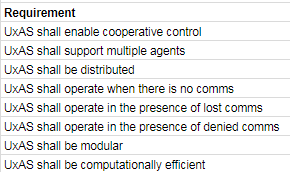 Requirement
UxAS shall enable cooperative control
UxAS shall support multiple agents
UxAS shall be distributed
UxAS shall operate when there is no comms
UxAS shall operate in the presence of lost comms
UxAS shall operate in the presence of denied comms
UxAS shall be modular
UxAS shall be computationally efficient